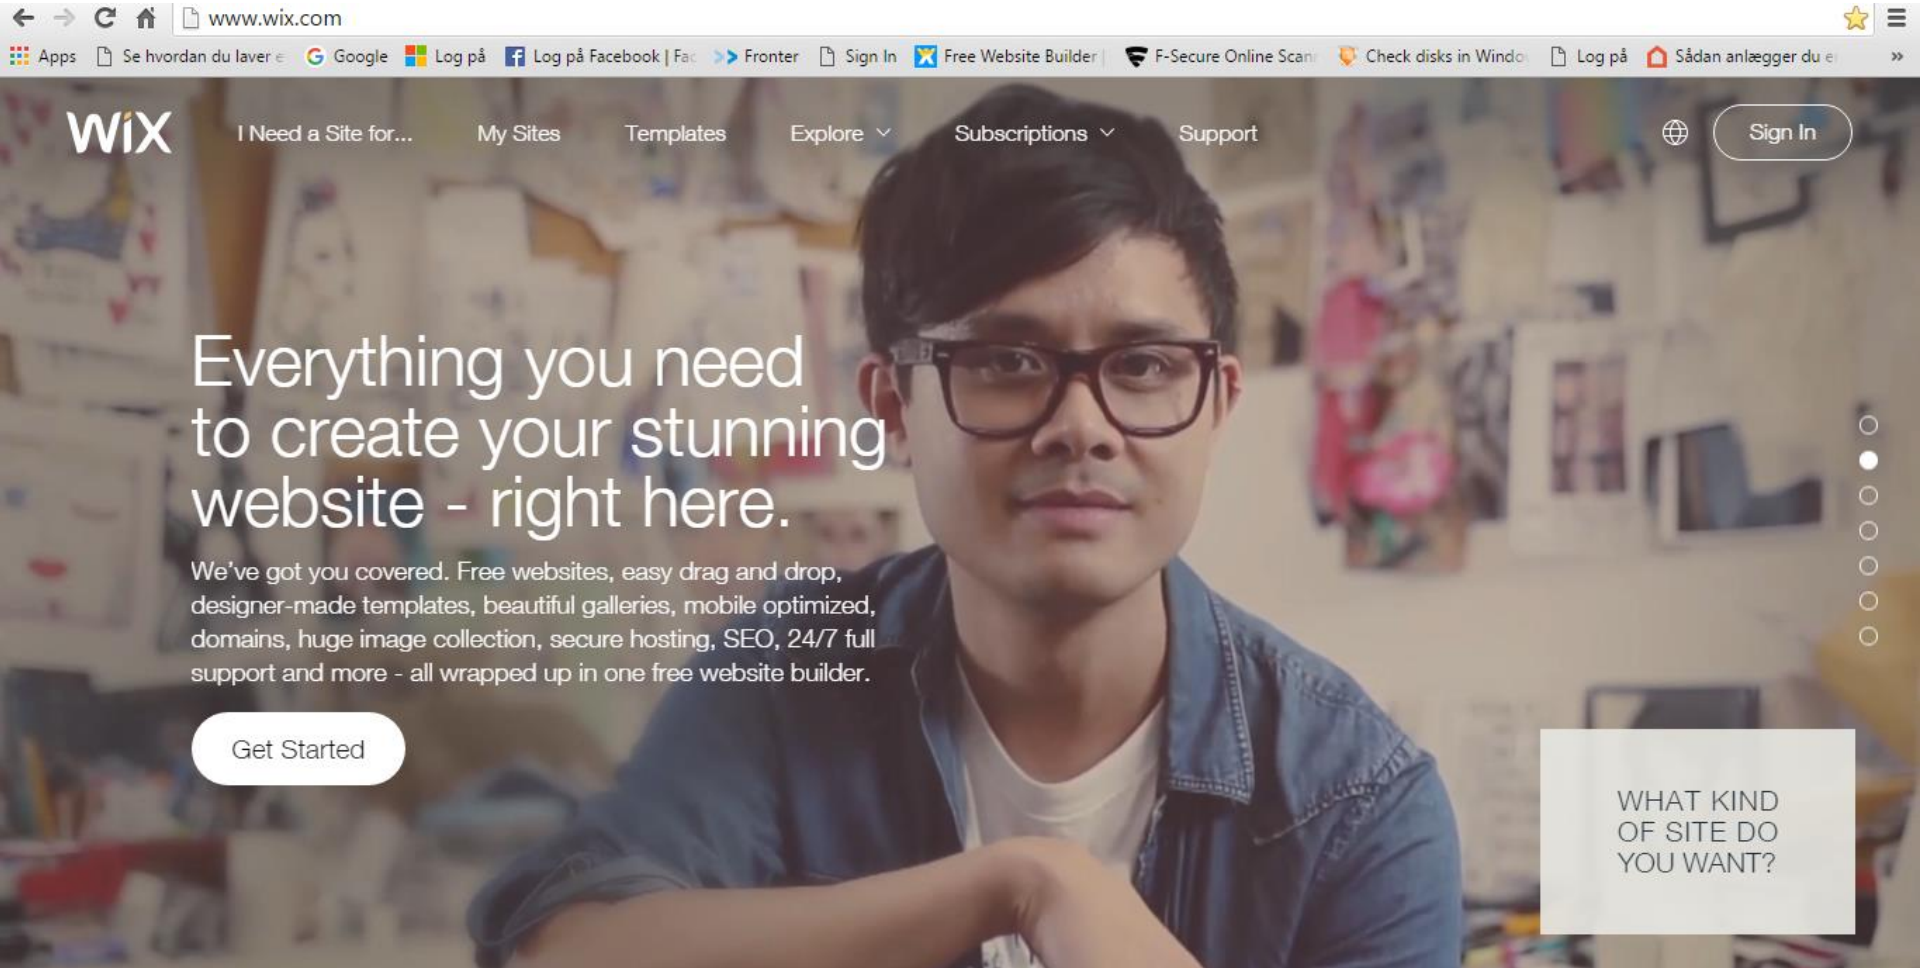 www.wix.com
Apps Se hvordan du laver e Google Log på Log på Facebook | Fac Fronter Sign In Free Website Builder | F-Secure Online Scan Check disks in Windo Log på Sådan anlægger du e »
WiX I Need a Site for... My Sites Templates Explore Subscriptions Support Sign In
Everything you need
to create your stunning
website - right here.
We've got you covered. Free websites, easy drag and drop,
designer-made templates, beautiful galleries, mobile optimized,
domains, huge image collection, secure hosting, SEO, 24/7 full
support and more - all wrapped up in one free website builder.
Get Started
WHAT KIND
OF SITE DO
YOU WANT?